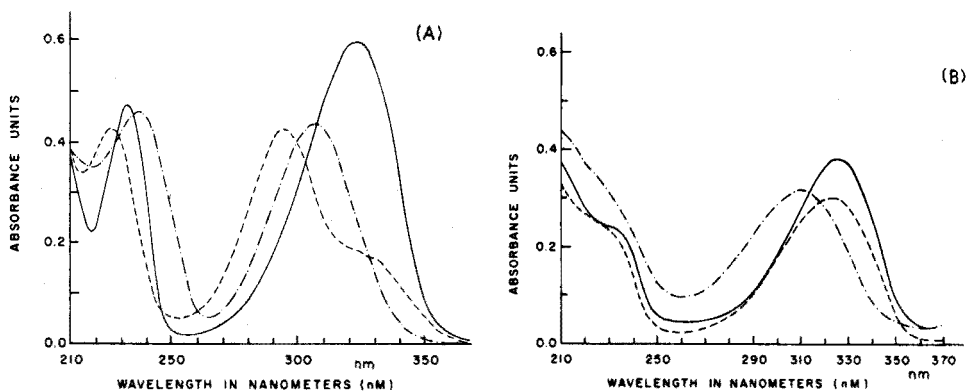 (A)
0.6
0.4
0.2
0.0
ABSORBANCE UNITS
210
250
300
350
nm
WAVELENGTH IN NANOMETERS (nM)
(B)
0.6
0.4
0.2
0.0
ABSORBANCE UNITS
210
250
290
310
330
350
370
nm
WAVELENGTH IN NANOMETERS (nM)